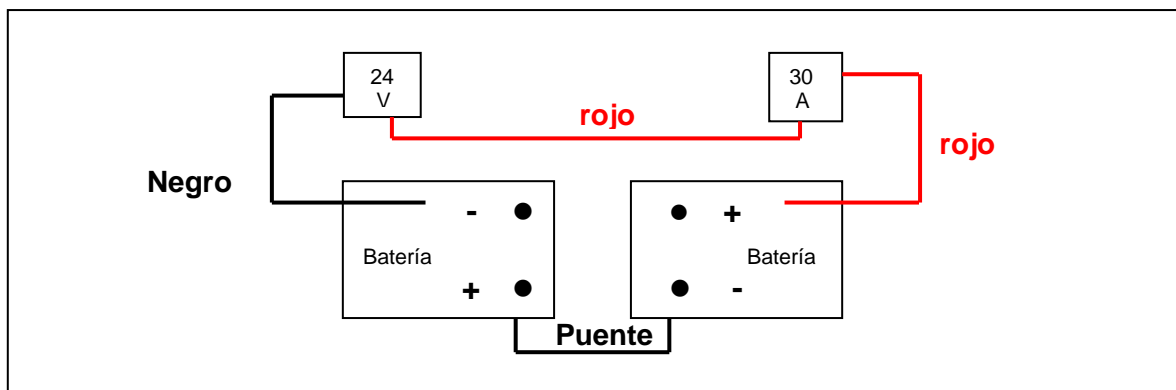 24
V
30
A
rojo
rojo
Negro
- +
Batería Batería
+ -
Puente